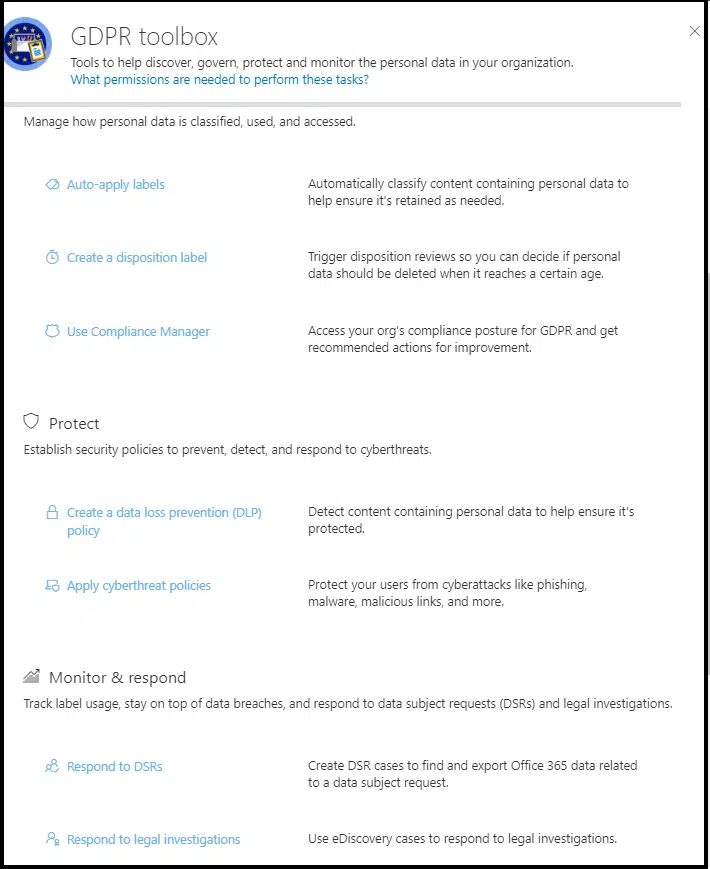 GDPR toolbox
Tools to help discover, govern, protect and monitor the personal data in your organization.
What permissions are needed to perform these tasks?
Manage how personal data is classified, used, and accessed.
Auto-apply labels
Automatically classify content containing personal data to
help ensure it's retained as needed.
Create a disposition label
Trigger disposition reviews so you can decide if personal
data should be deleted when it reaches a certain age.
Use Compliance Manager
Access your org's compliance posture for GDPR and get
recommended actions for improvement.
Protect
Establish security policies to prevent, detect, and respond to cyberthreats.
Create a data loss prevention (DLP)
policy
Detect content containing personal data to help ensure it's
protected.
Apply cyberthreat policies
Protect your users from cyberattacks like phishing,
malware, malicious links, and more.
Monitor & respond
Track label usage, stay on top of data breaches, and respond to data subject requests (DSRs) and legal investigations.
Respond to DSRs
Create DSR cases to find and export Office 365 data related
to a data subject request.
Respond to legal investigations
Use eDiscovery cases to respond to legal investigations.